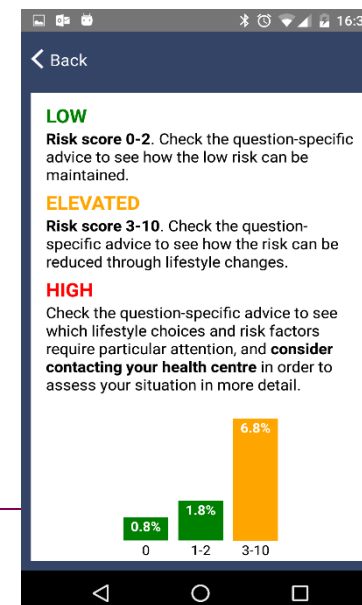 16:3
Back
LOW
Risk score 0-2. Check the question-specific
advice to see how the low risk can be
maintained.
ELEVATED
Risk score 3-10. Check the question-
specific advice to see how the risk can be
reduced through lifestyle changes.
HIGH
Check the question-specific advice to see
which lifestyle choices and risk factors
require particular attention, and consider
contacting your health centre in order to
assess your situation in more detail.
6.8%
1.8%
0.8%
0 1-2 3-10